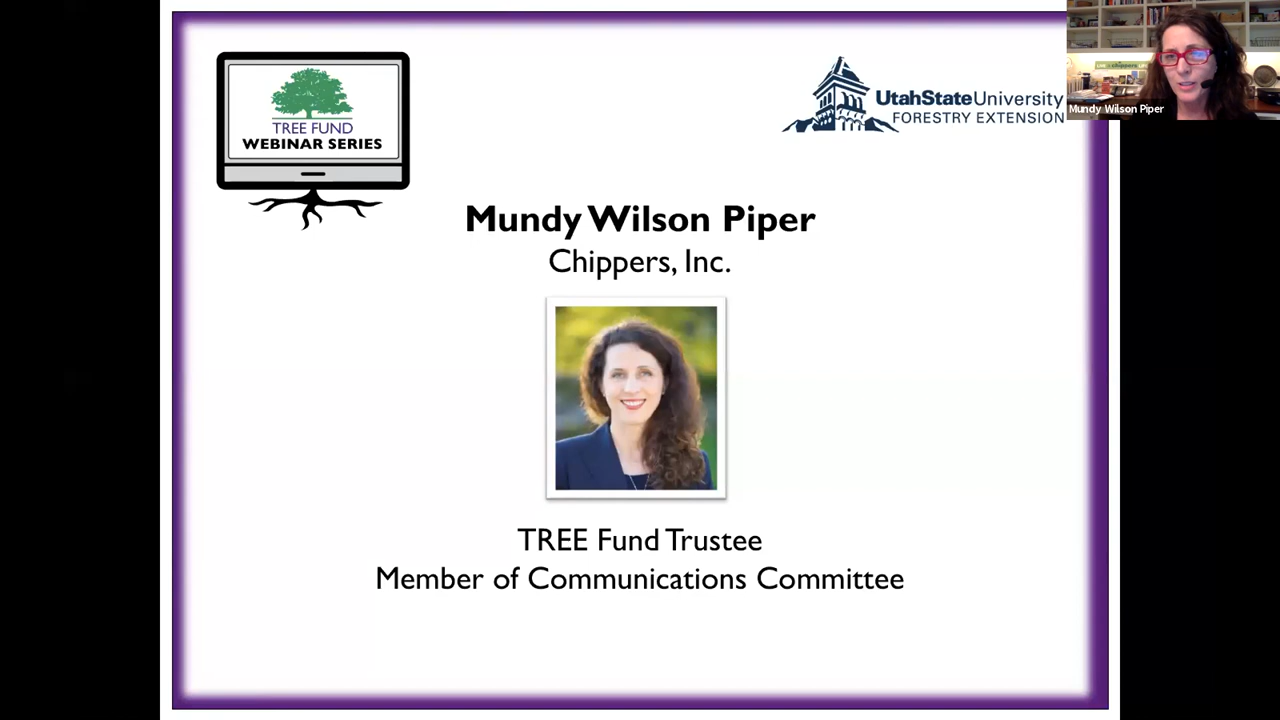 TREE FUND
WEBINAR SERIES
UtahStateUniversity
FORESTRY EXTENSION
Mundy Wilson Piper
Mundy Wilson Piper
Chippers, Inc.
TREE Fund Trustee
Member of Communications Committee